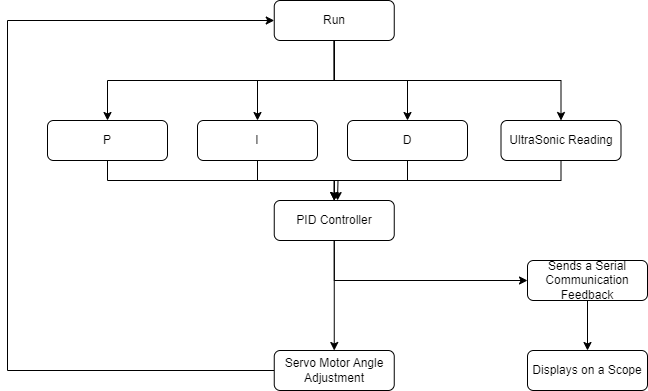 Run
P
I
D
UltraSonic Reading
PID Controller
Sends a Serial
Communication
Feedback
Servo Motor Angle
Adjustment
Displays on a Scope